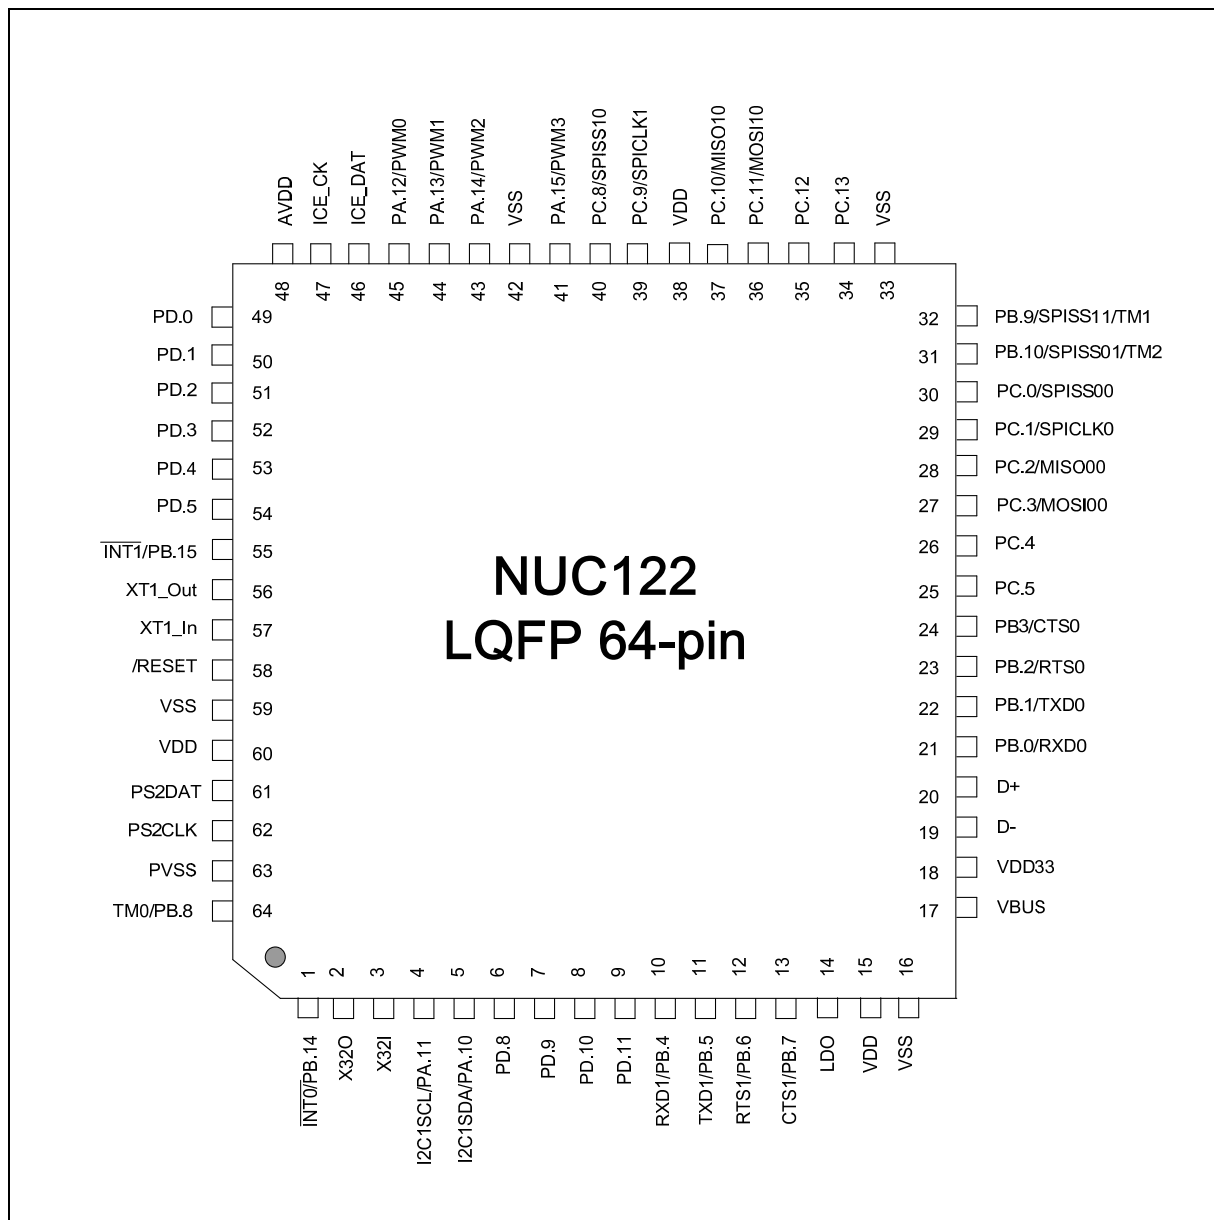 AVDD
ICE_CK
ICE_DAT
PA.12/PWM0
PA.13/PWM1
PA.14/PWM2
VSS
PA.15/PWM3
PC.8/SPISS10
PC.9/SPICLK1
VDD
PC.10/MISO10
PC.11/MOSI10
PC.12
PC.13
VSS
48
47
46
45
44
43
42
41
40
39
38
37
36
35
34
33
PD.0 49
PD.1 50
PD.2 51
PD.3 52
PD.4 53
PD.5 54
INT1/PB.15 55
XT1_Out 56
XT1_In 57
/RESET 58
VSS 59
VDD 60
PS2DAT 61
PS2CLK 62
PVSS 63
TM0/PB.8 64
NUC122
LQFP 64-pin
32 PB.9/SPISS11/TM1
31 PB.10/SPISS01/TM2
30 PC.0/SPISS00
29 PC.1/SPICLK0
28 PC.2/MISO00
27 PC.3/MOSI00
26 PC.4
25 PC.5
24 PB3/CTS0
23 PB.2/RTS0
22 PB.1/TXD0
21 PB.0/RXD0
20 D+
19 D-
18 VDD33
17 VBUS
1
2
3
4
5
6
7
8
9
10
11
12
13
14
15
16
INT0/PB.14
X32O
X32I
I2C1SCL/PA.11
I2C1SDA/PA.10
PD.8
PD.9
PD.10
PD.11
RXD1/PB.4
TXD1/PB.5
RTS1/PB.6
CTS1/PB.7
LDO
VDD
VSS